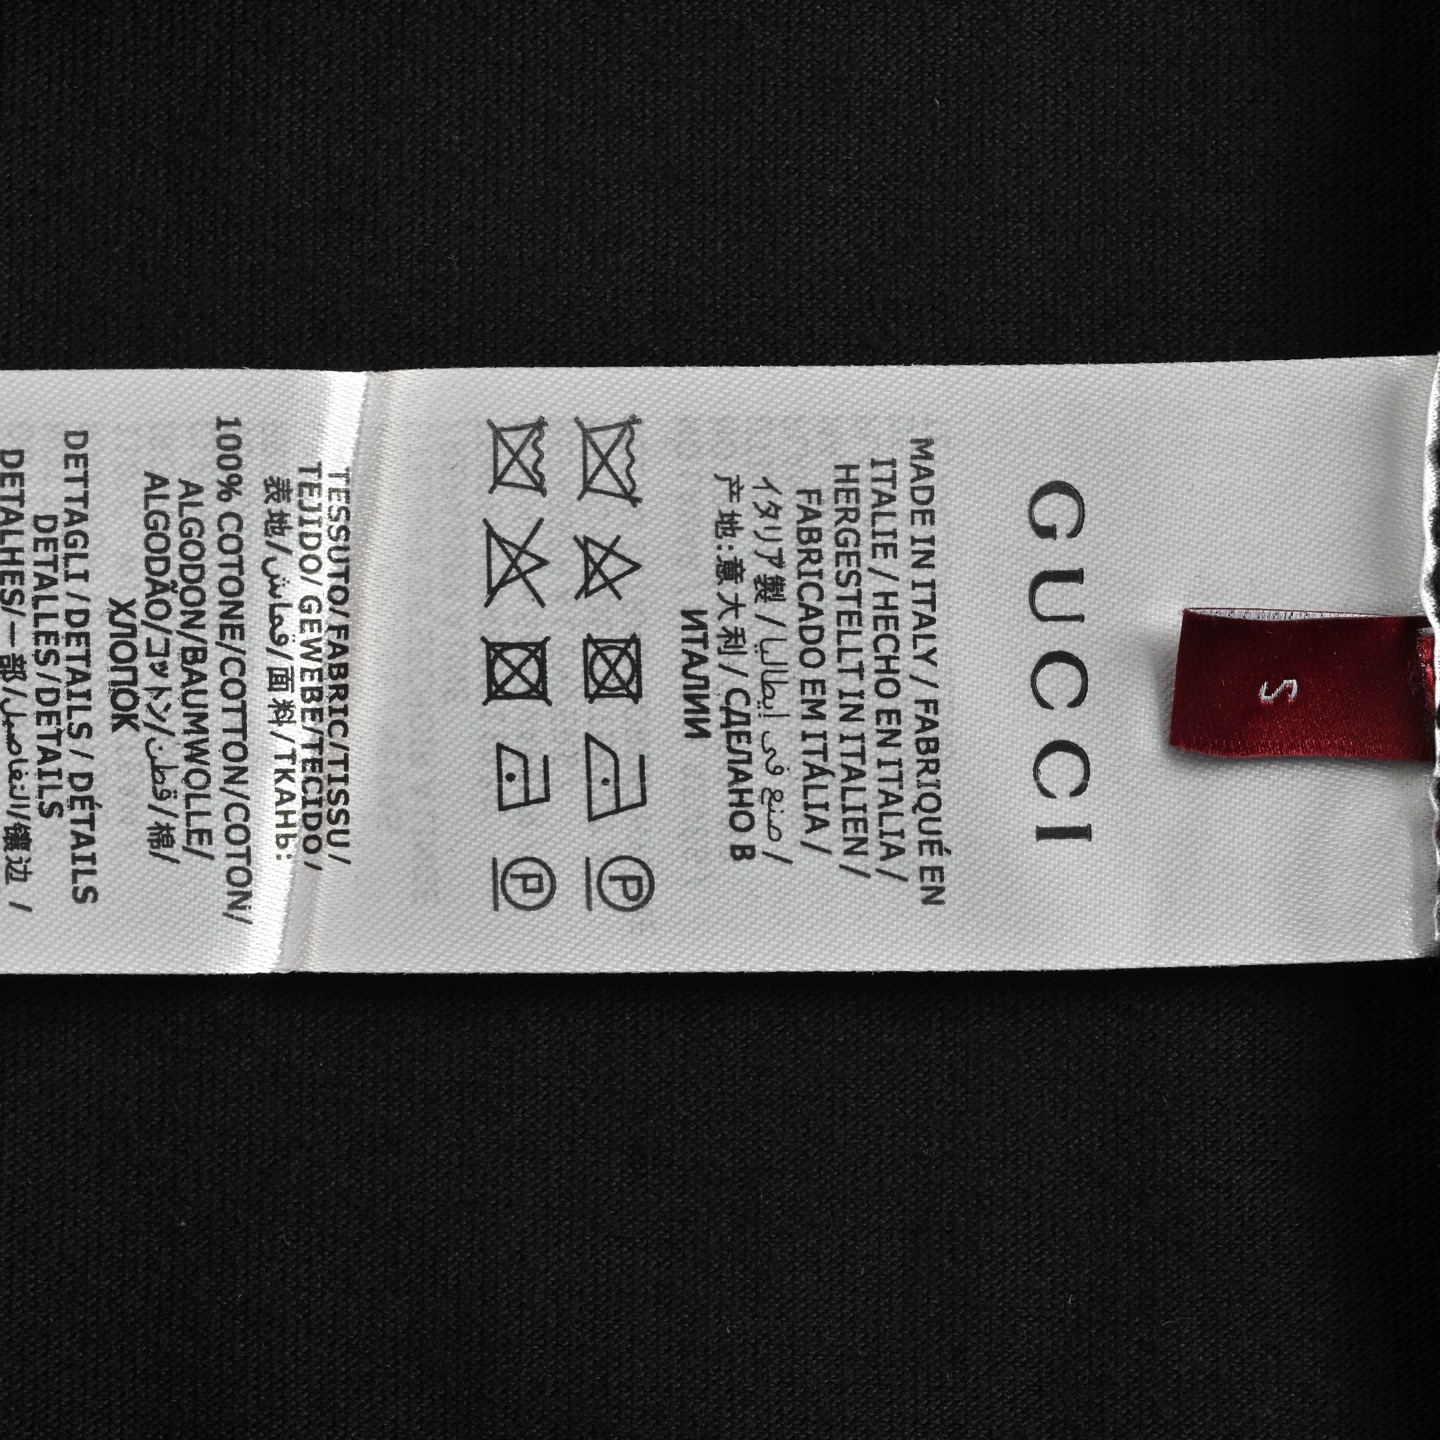 S
GUCCI
MADE IN ITALY / FABRIQUÉ EN
ITALIE / HECHO EN ITALIA /
HERGESTELLT IN ITALIEN /
FABRICADO EM ITÁLIA /
イタリア製 / صنع في إيطاليا /
产地:意大利 / СДЕЛАНО В
ИТАЛИИ
P
P
TESSUTO/FABRIC/TISSU/
TEJIDO/ GEWEBE/TECIDO/
表地/قماش/面料/ТКАНЬ:
100% COTONE/COTTON/COTON/
ALGODON/BAUMWOLLE/
ALGODÃO/コットン/قطن/棉/
ХЛОПОК
DETTAGLI / DETAILS / DÉTAILS
DETALLES/DETAILS
DETALHES/一部/التفاصيل/镶边 /